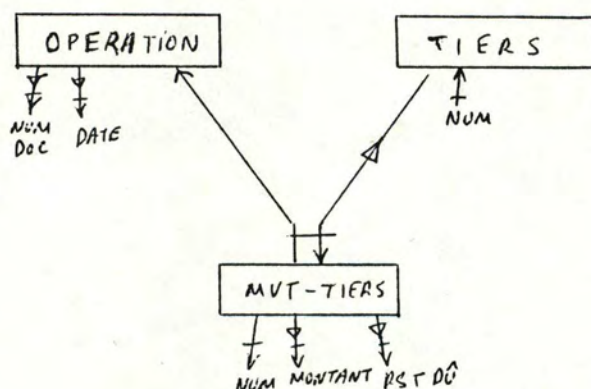 OPERATION
TIERS
NUM
DOC
DATE
NUM
MVT-TIERS
NUM MONTANT RST DÛ